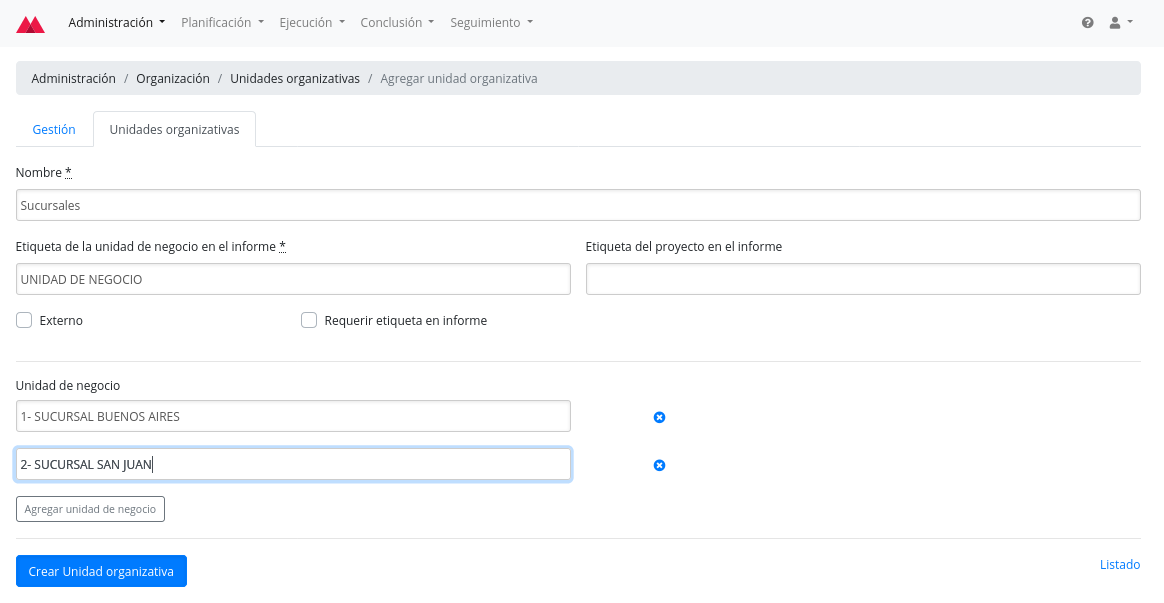 Administración Planificación Ejecución Conclusión Seguimiento
Administración / Organización / Unidades organizativas / Agregar unidad organizativa
Gestión Unidades organizativas
Nombre *
Sucursales
Etiqueta de la unidad de negocio en el informe * Etiqueta del proyecto en el informe
UNIDAD DE NEGOCIO
Externo Requerir etiqueta en informe
Unidad de negocio
1- SUCURSAL BUENOS AIRES
2- SUCURSAL SAN JUAN
Agregar unidad de negocio
Crear Unidad organizativa Listado